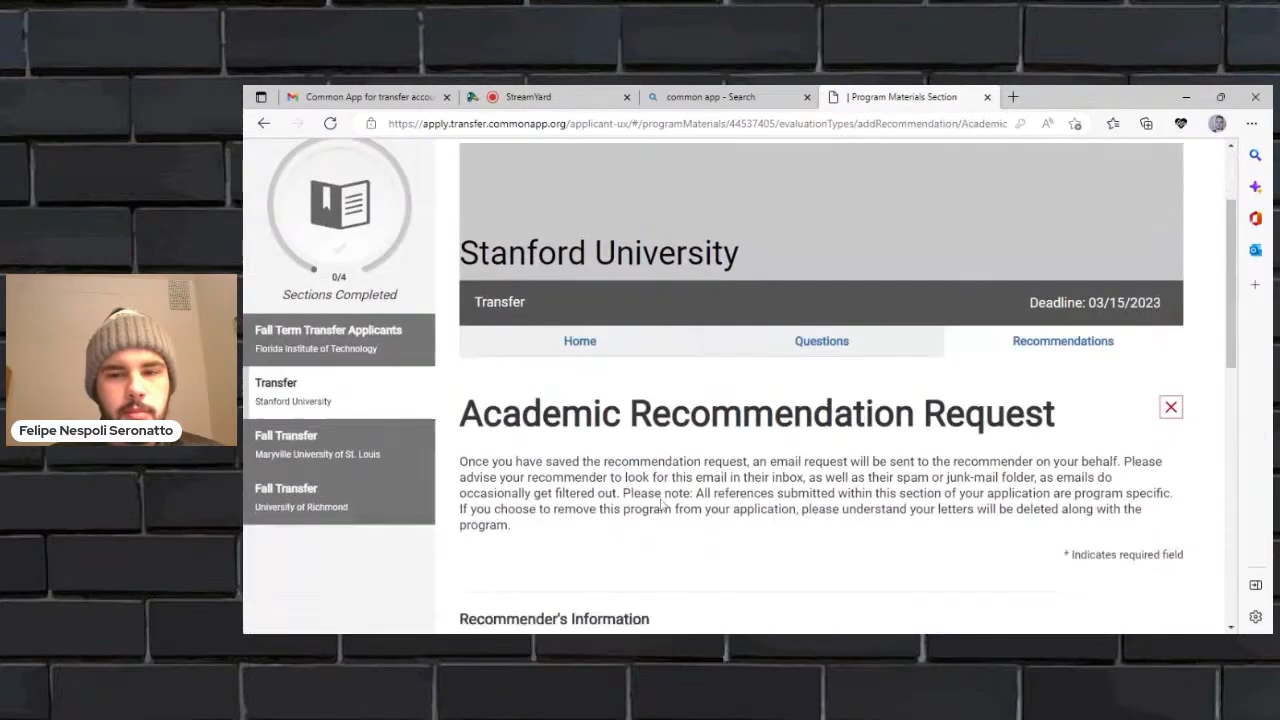 Common App for transfer accou
StreamYard
common app - Search
| Program Materials Section
https://apply.transfer.commonapp.org/applicant-ux/#/programMaterials/44537405/evaluationTypes/addRecommendation/Academic
0/4
Sections Completed
Fall Term Transfer Applicants
Florida Institute of Technology
Transfer
Stanford University
Fall Transfer
Maryville University of St. Louis
Fall Transfer
University of Richmond
Stanford University
Transfer
Deadline: 03/15/2023
Home
Questions
Recommendations
Academic Recommendation Request
Once you have saved the recommendation request, an email request will be sent to the recommender on your behalf. Please
advise your recommender to look for this email in their inbox, as well as their spam or junk-mail folder, as emails do
occasionally get filtered out. Please note: All references submitted within this section of your application are program specific.
If you choose to remove this program from your application, please understand your letters will be deleted along with the
program.
* Indicates required field
Recommender's Information
Felipe Nespoli Seronatto